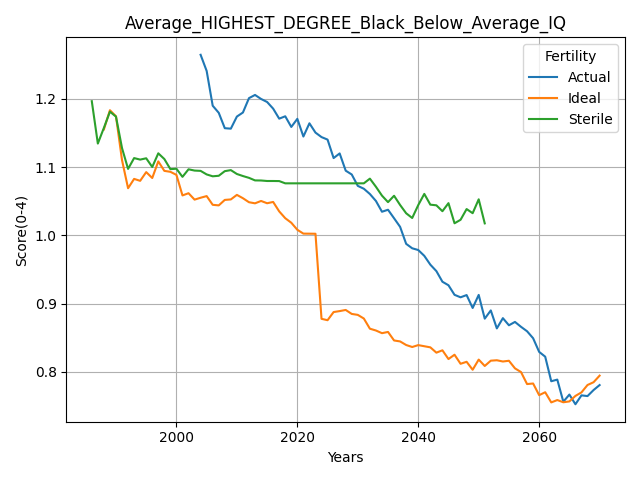 Average_HIGHEST_DEGREE_Black_Below_Average_IQ
Fertility
Actual
Ideal
Sterile
Score(0-4)
1.2
1.1
1.0
0.9
0.8
2000 2020 2040 2060
Years